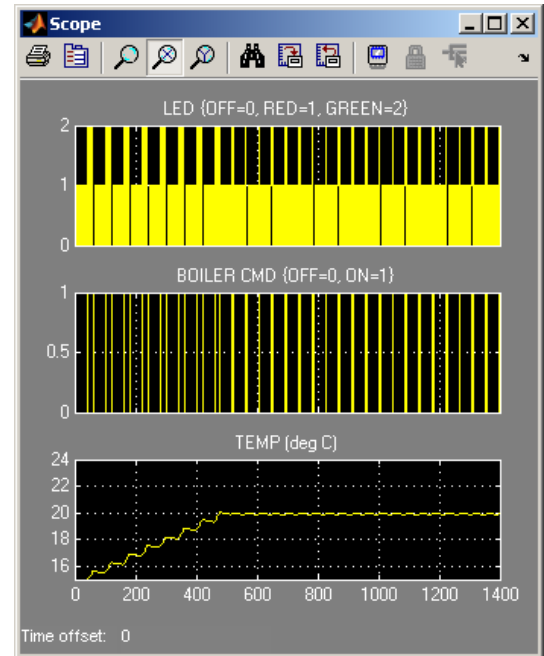 Scope
LED {OFF=0, RED=1, GREEN=2}
2
1
0
BOILER CMD {OFF=0, ON=1}
1
0.5
0
TEMP (deg C)
24
22
20
18
16
0 200 400 600 800 1000 1200 1400
Time offset: 0